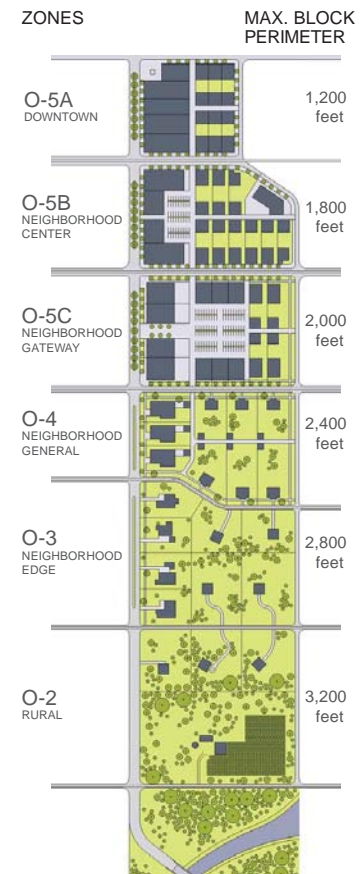 ZONES
MAX. BLOCK
PERIMETER
O-5A
DOWNTOWN
1,200
feet
O-5B
NEIGHBORHOOD
CENTER
1,800
feet
O-5C
NEIGHBORHOOD
GATEWAY
2,000
feet
O-4
NEIGHBORHOOD
GENERAL
2,400
feet
O-3
NEIGHBORHOOD
EDGE
2,800
feet
O-2
RURAL
3,200
feet